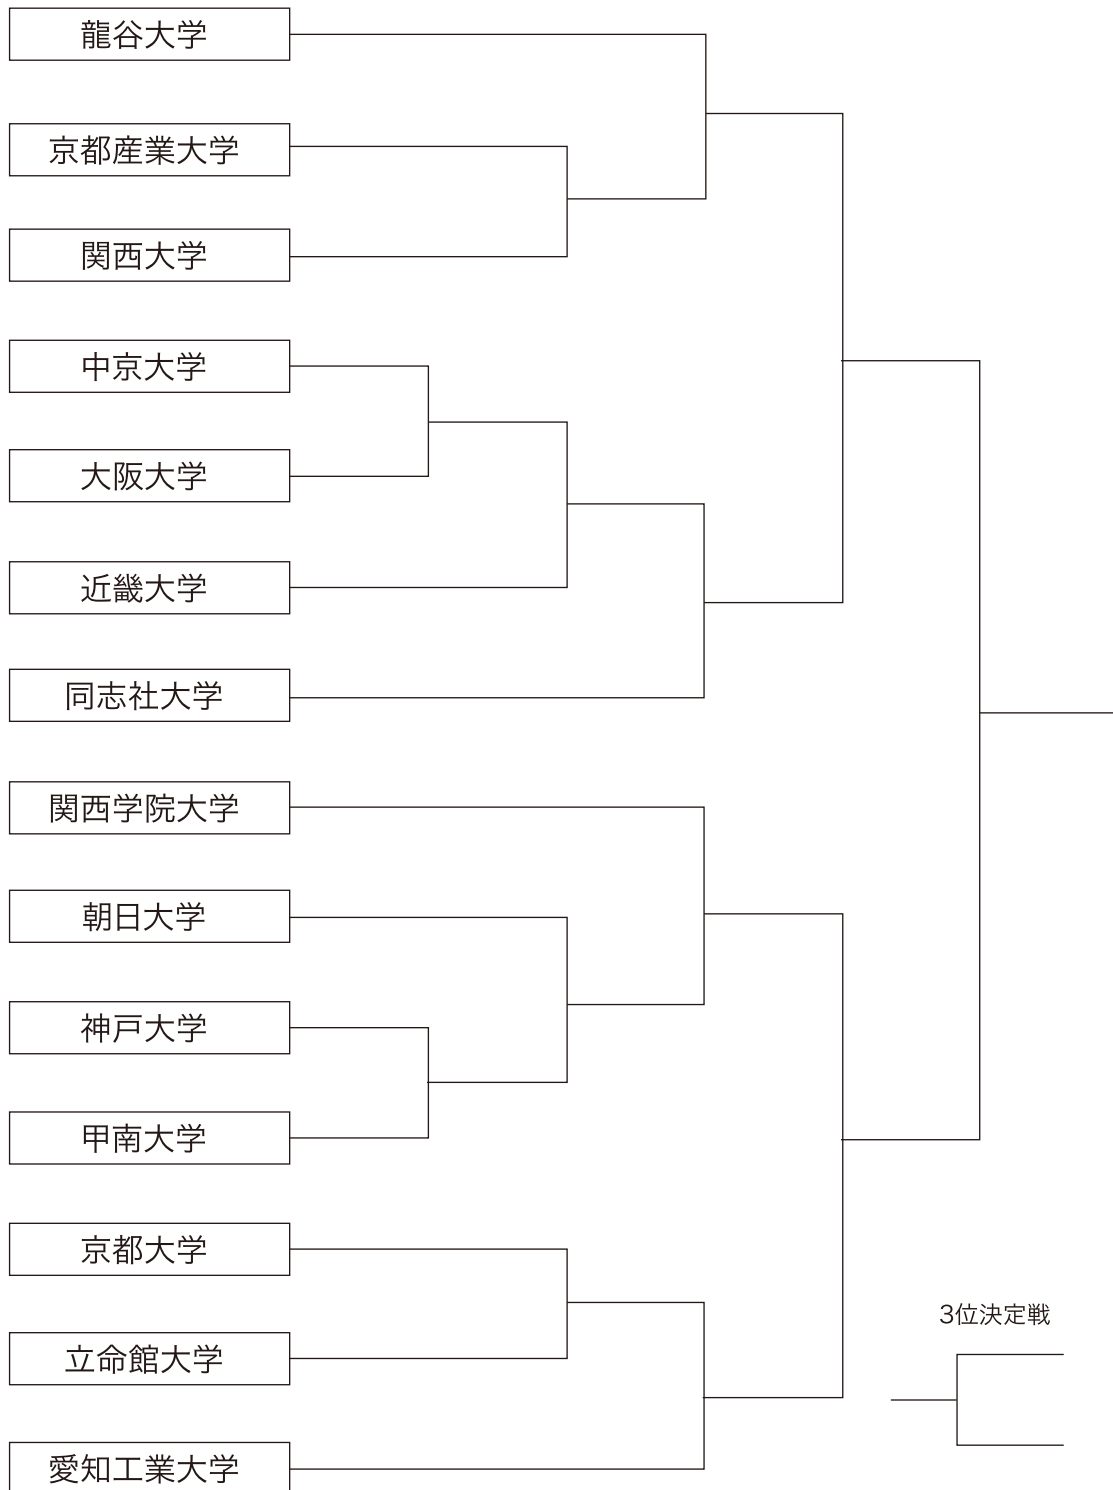 龍谷大学
京都産業大学
関西大学
中京大学
大阪大学
近畿大学
同志社大学
関西学院大学
朝日大学
神戸大学
甲南大学
京都大学
立命館大学
愛知工業大学
3位決定戦